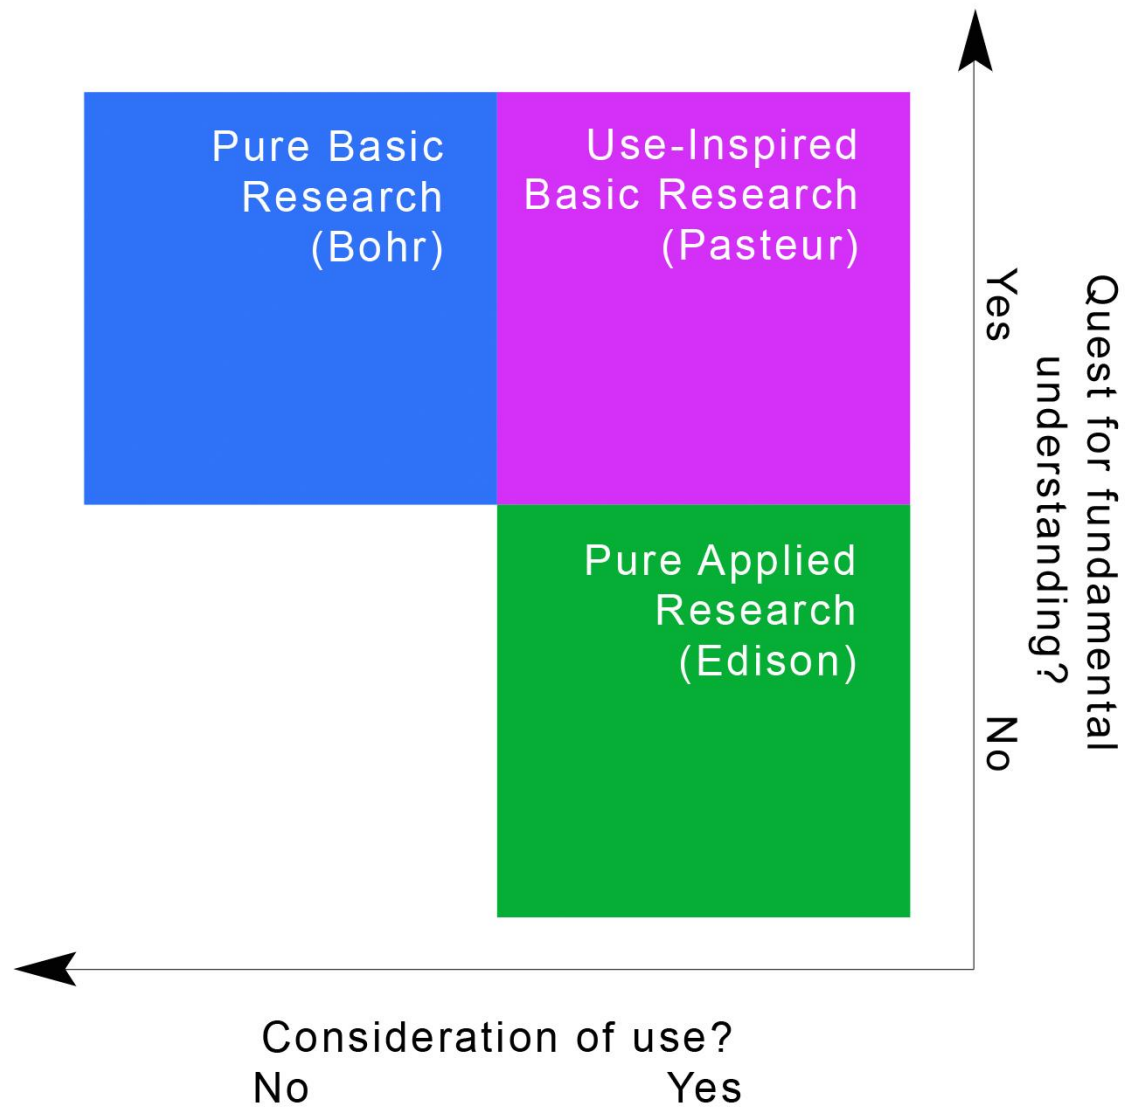 Pure Basic
Research
(Bohr)
Use-Inspired
Basic Research
(Pasteur)
Pure Applied
Research
(Edison)
Yes
No
Quest for fundamental
understanding?
Consideration of use?
No Yes